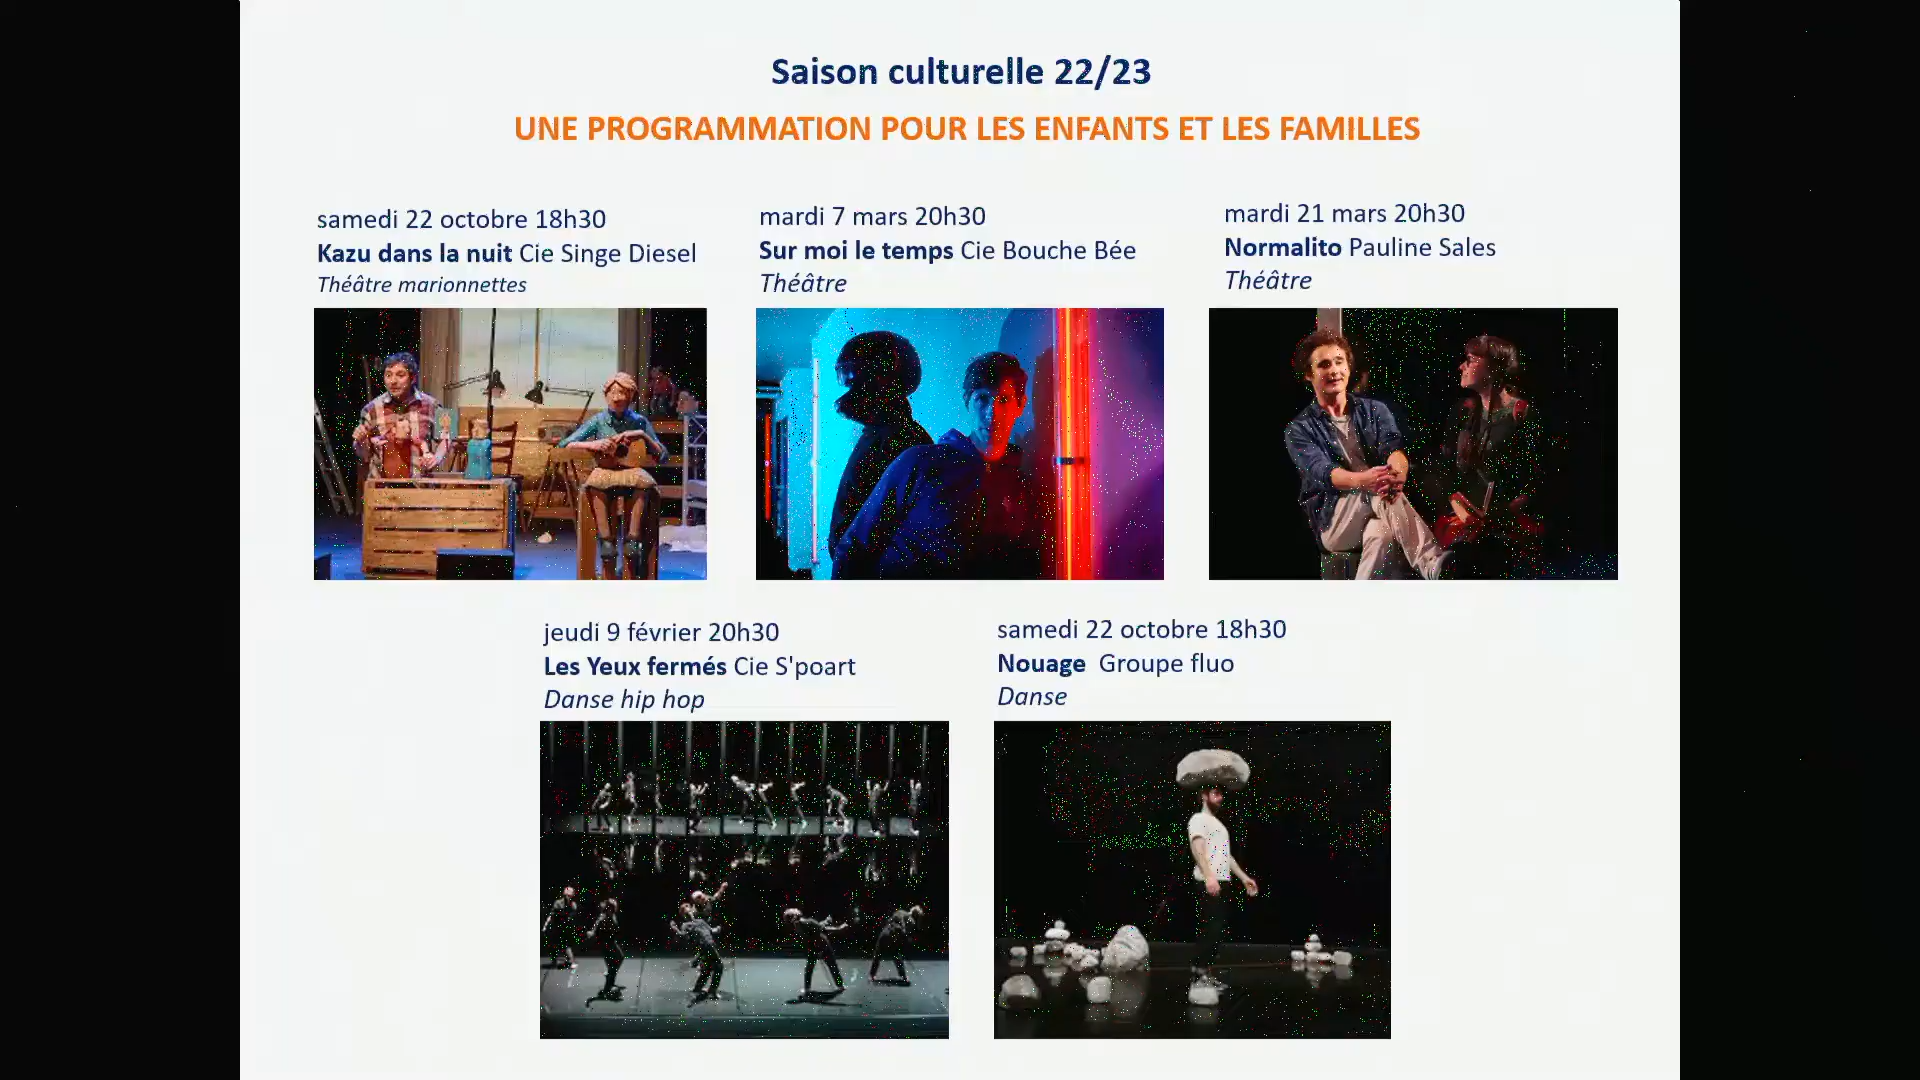 Saison culturelle 22/23
UNE PROGRAMMATION POUR LES ENFANTS ET LES FAMILLES
samedi 22 octobre 18h30
Kazu dans la nuit Cie Singe Diesel
Théâtre marionnettes
mardi 7 mars 20h30
Sur moi le temps Cie Bouche Bée
Théâtre
mardi 21 mars 20h30
Normalito Pauline Sales
Théâtre
jeudi 9 février 20h30
Les Yeux fermés Cie S'poart
Danse hip hop
samedi 22 octobre 18h30
Nouage Groupe fluo
Danse